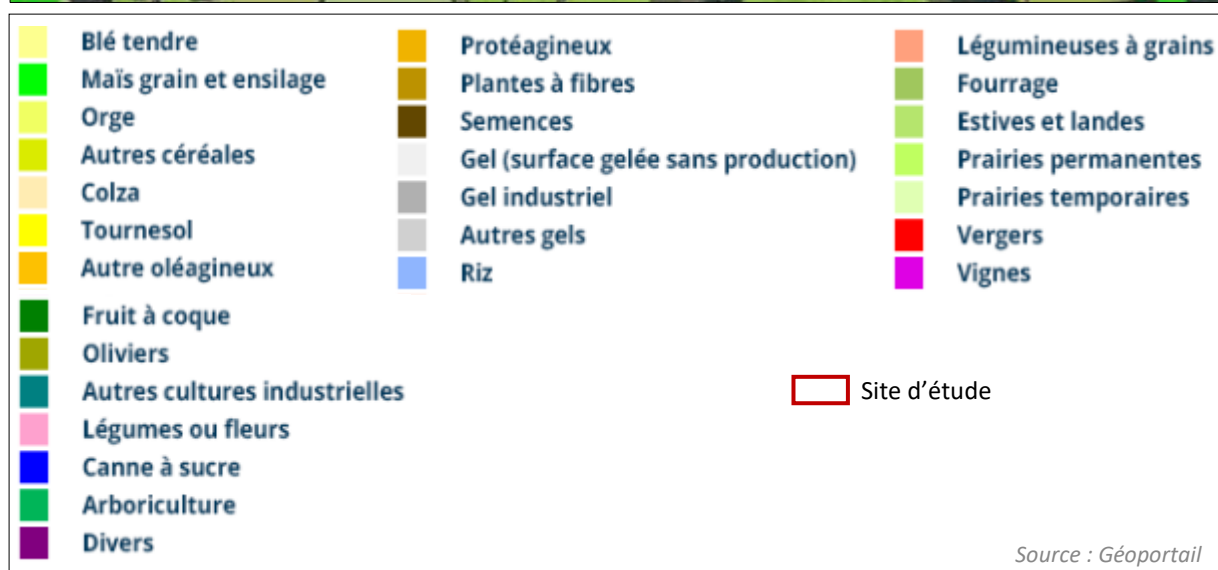 Blé tendre
Maïs grain et ensilage
Orge
Autres céréales
Colza
Tournesol
Autre oléagineux
Fruit à coque
Oliviers
Autres cultures industrielles
Légumes ou fleurs
Canne à sucre
Arboriculture
Divers
Protéagineux
Plantes à fibres
Semences
Gel (surface gelée sans production)
Gel industriel
Autres gels
Riz
Légumineuses à grains
Fourrage
Estives et landes
Prairies permanentes
Prairies temporaires
Vergers
Vignes
Site d’étude
Source : Géoportail